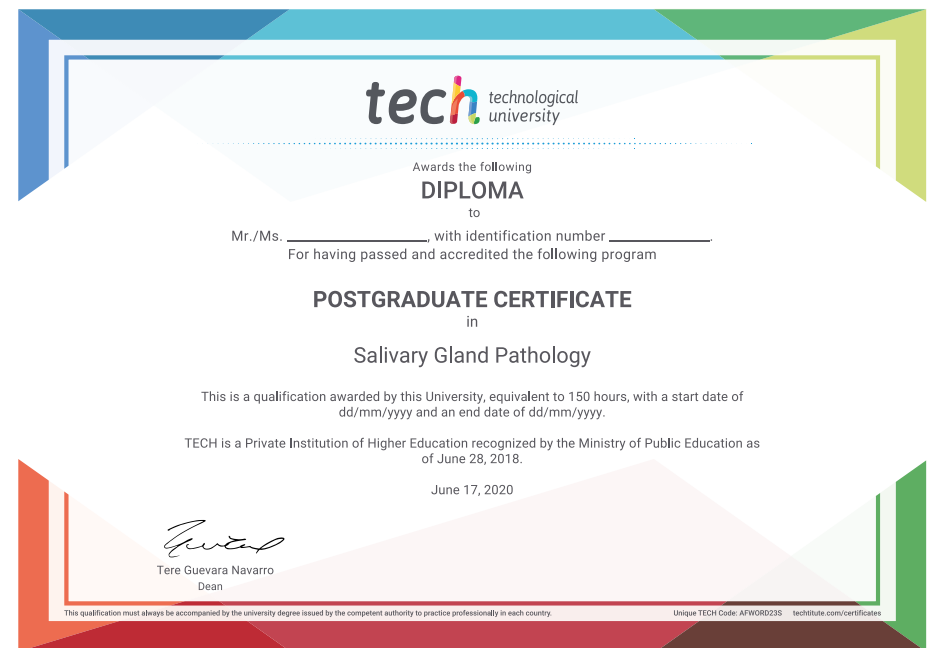 tech technological
university
Awards the following
DIPLOMA
to
Mr./Ms. ____________________, with identification number ______________.
For having passed and accredited the following program
POSTGRADUATE CERTIFICATE
in
Salivary Gland Pathology
This is a qualification awarded by this University, equivalent to 150 hours, with a start date of
dd/mm/yyyy and an end date of dd/mm/yyyy.
TECH is a Private Institution of Higher Education recognized by the Ministry of Public Education as
of June 28, 2018.
June 17, 2020
Tere Guevara Navarro
Dean
This qualification must always be accompanied by the university degree issued by the competent authority to practice professionally in each country.
Unique TECH Code: AFWORD23S techtitute.com/certificates